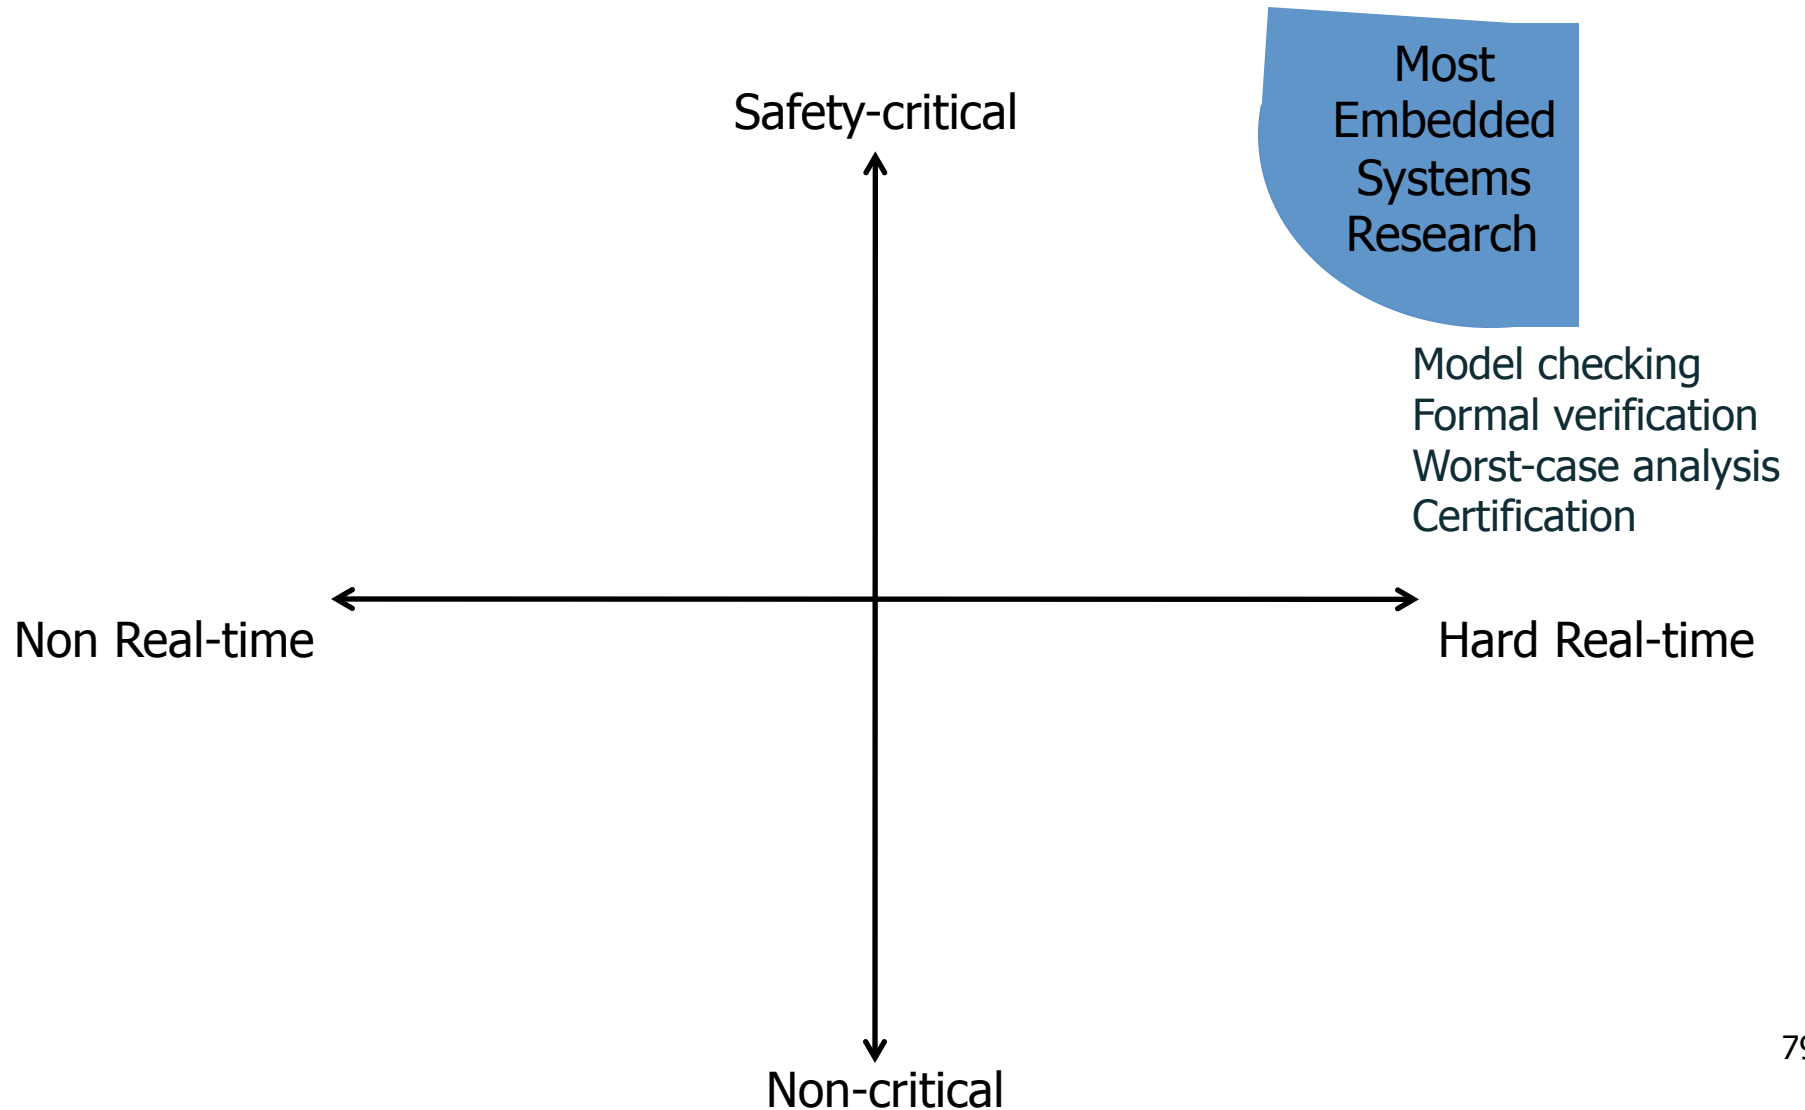 Most
Embedded
Systems
Research
Safety-critical
Model checking
Formal verification
Worst-case analysis
Certification
Non Real-time
Hard Real-time
79
Non-critical